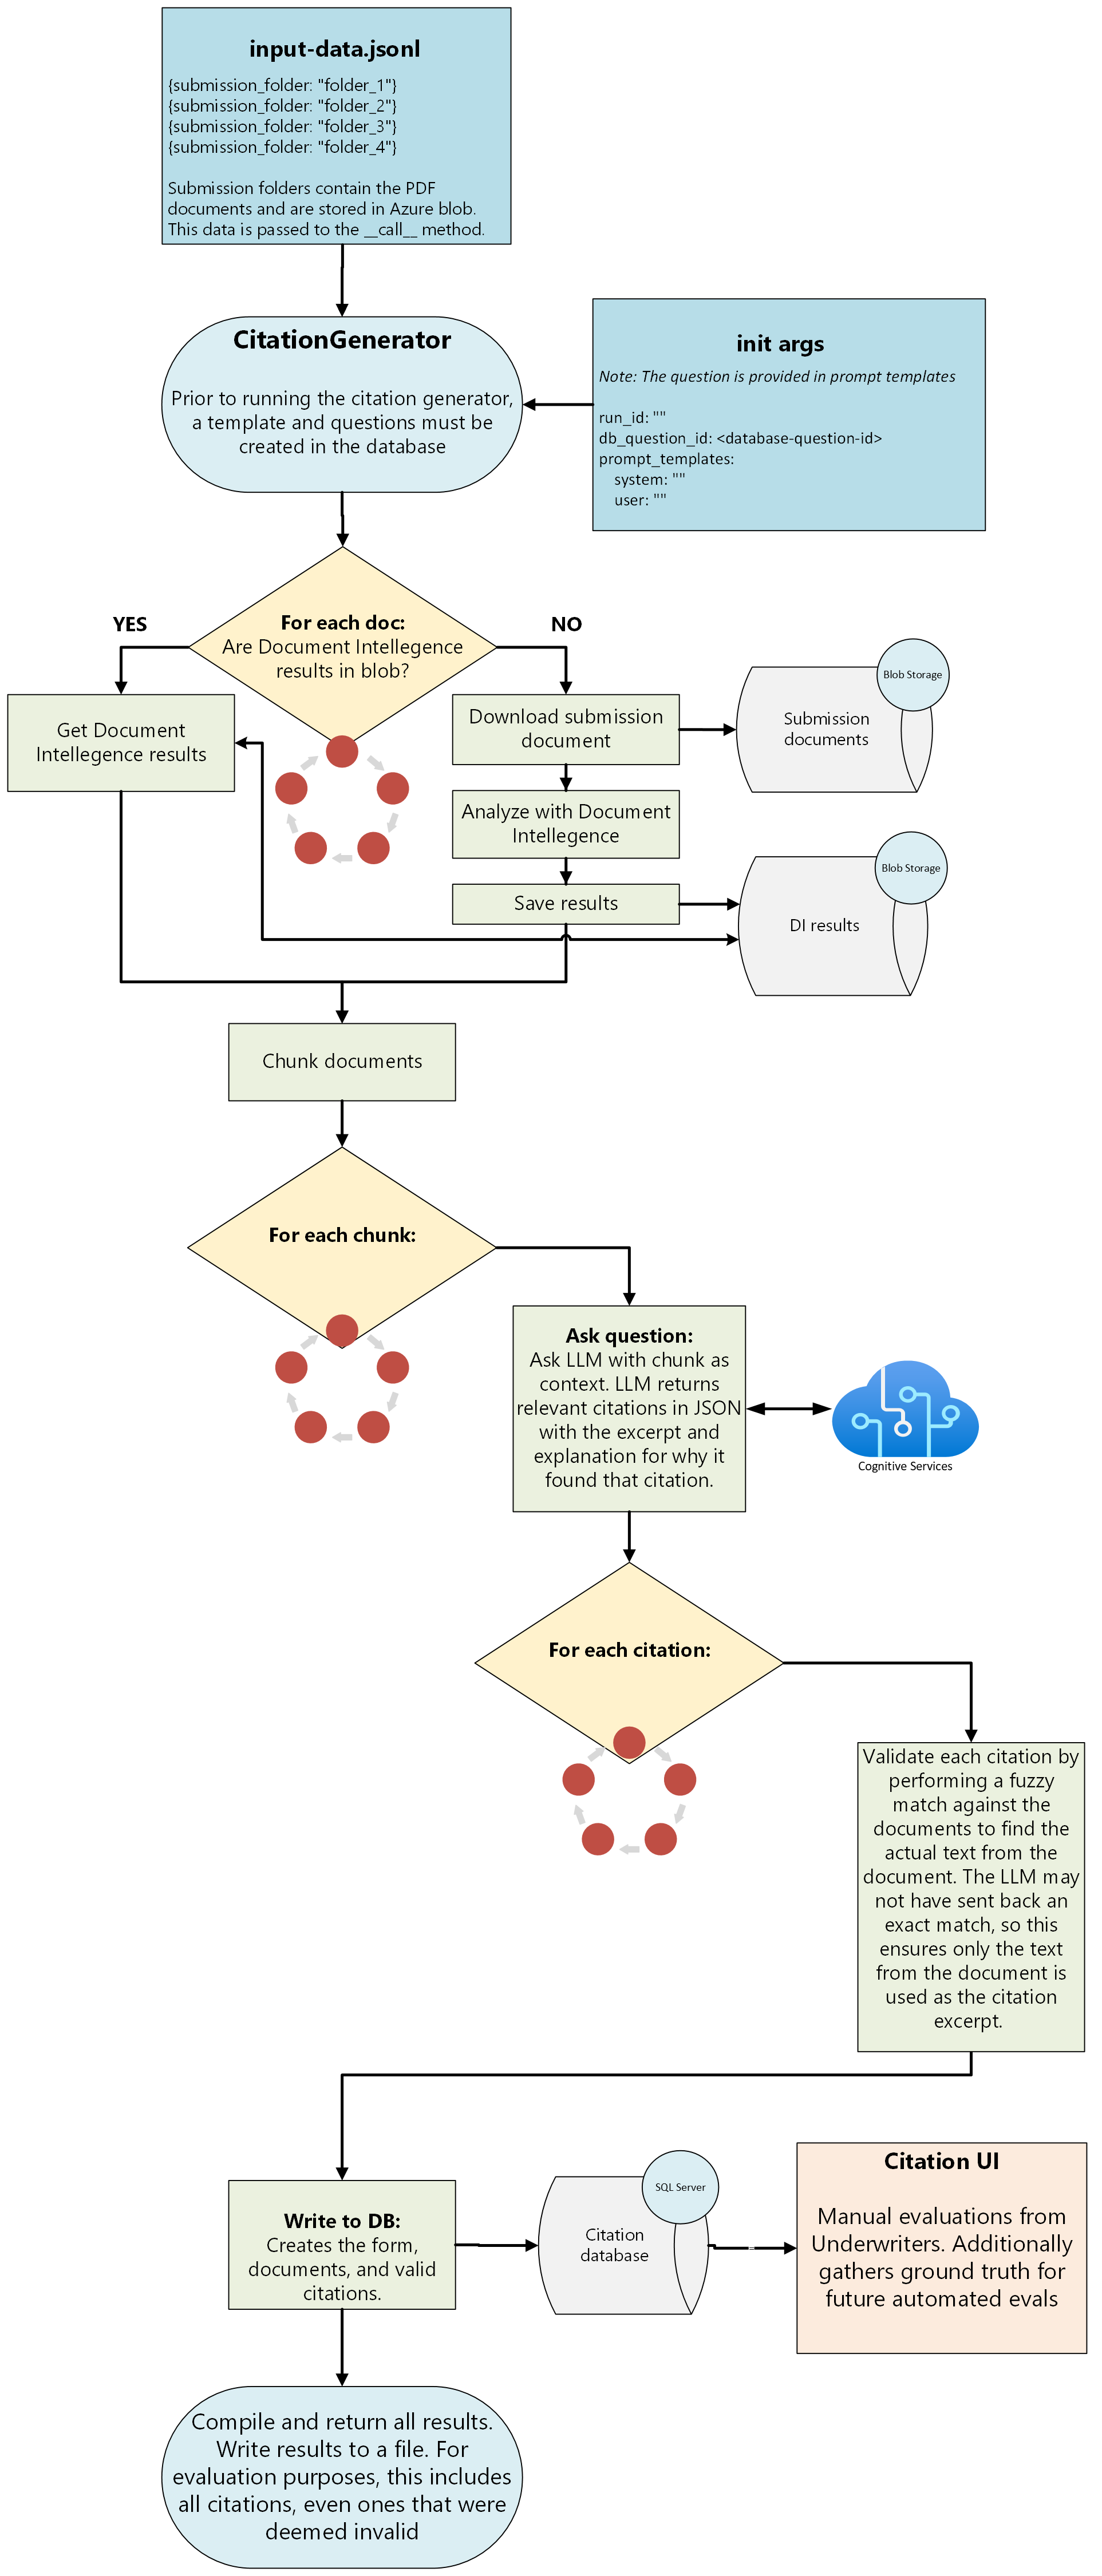 input-data.jsonl
{submission_folder: "folder_1"}
{submission_folder: "folder_2"}
{submission_folder: "folder_3"}
{submission_folder: "folder_4"}
Submission folders contain the PDF
documents and are stored in Azure blob.
This data is passed to the __call__ method.
CitationGenerator
Prior to running the citation generator,
a template and questions must be
created in the database
init args
Note: The question is provided in prompt templates
run_id: ""
db_question_id: <database-question-id>
prompt_templates:
system: ""
user: ""
For each doc:
Are Document Intellegence
results in blob?
YES
NO
Get Document
Intellegence results
Download submission
document
Blob Storage
Submission
documents
Analyze with Document
Intellegence
Save results
Blob Storage
DI results
Chunk documents
For each chunk:
Ask question:
Ask LLM with chunk as
context. LLM returns
relevant citations in JSON
with the excerpt and
explanation for why it
found that citation.
Cognitive Services
For each citation:
Validate each citation by
performing a fuzzy
match against the
documents to find the
actual text from the
document. The LLM may
not have sent back an
exact match, so this
ensures only the text
from the document is
used as the citation
excerpt.
Write to DB:
Creates the form,
documents, and valid
citations.
SQL Server
Citation
database
Citation UI
Manual evaluations from
Underwriters. Additionally
gathers ground truth for
future automated evals
Compile and return all results.
Write results to a file. For
evaluation purposes, this includes
all citations, even ones that were
deemed invalid